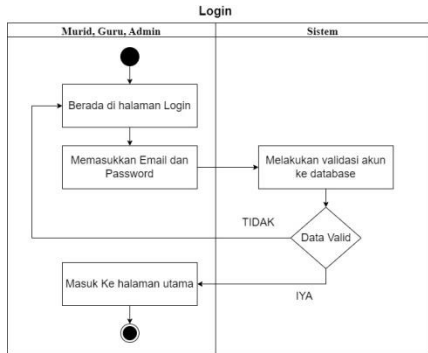 Login
Murid, Guru, Admin
Sistem
Berada di halaman Login
Memasukkan Email dan
Password
Melakukan validasi akun
ke database
TIDAK
Data Valid
IYA
Masuk Ke halaman utama